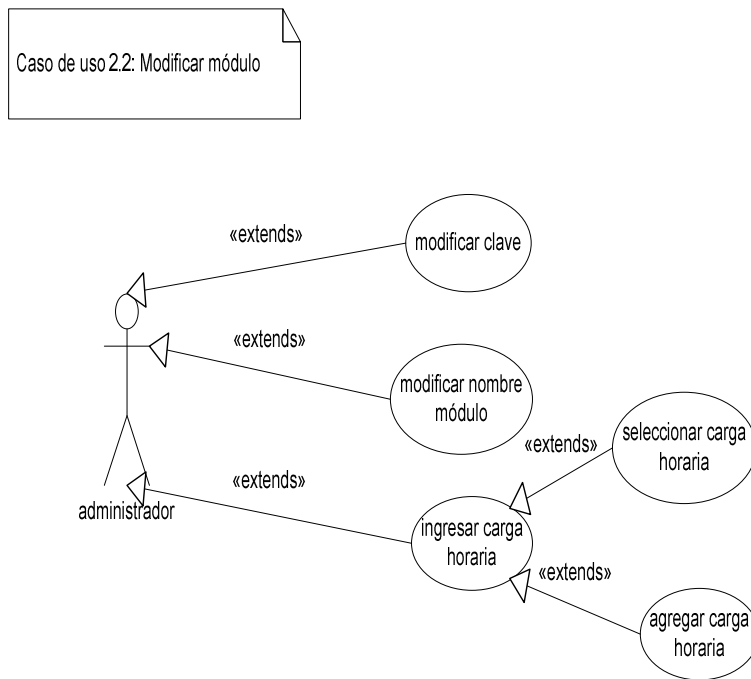 Caso de uso 2.2: Modificar módulo
«extends»
modificar clave
«extends»
modificar nombre
módulo
«extends»
seleccionar carga
horaria
«extends»
administrador
ingresar carga
horaria
«extends»
agregar carga
horaria